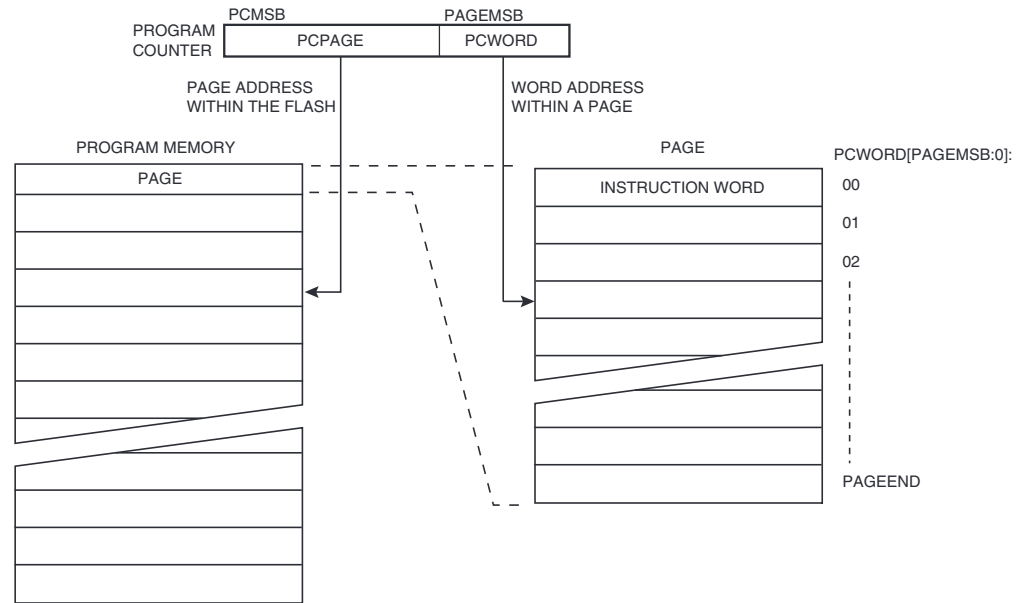 PCMSB PAGEMSB
PROGRAM
COUNTER
PCPAGE PCWORD
PAGE ADDRESS
WITHIN THE FLASH
WORD ADDRESS
WITHIN A PAGE
PROGRAM MEMORY
PAGE
PAGE
PCWORD[PAGEMSB:0]:
INSTRUCTION WORD
00
01
02
PAGEEND